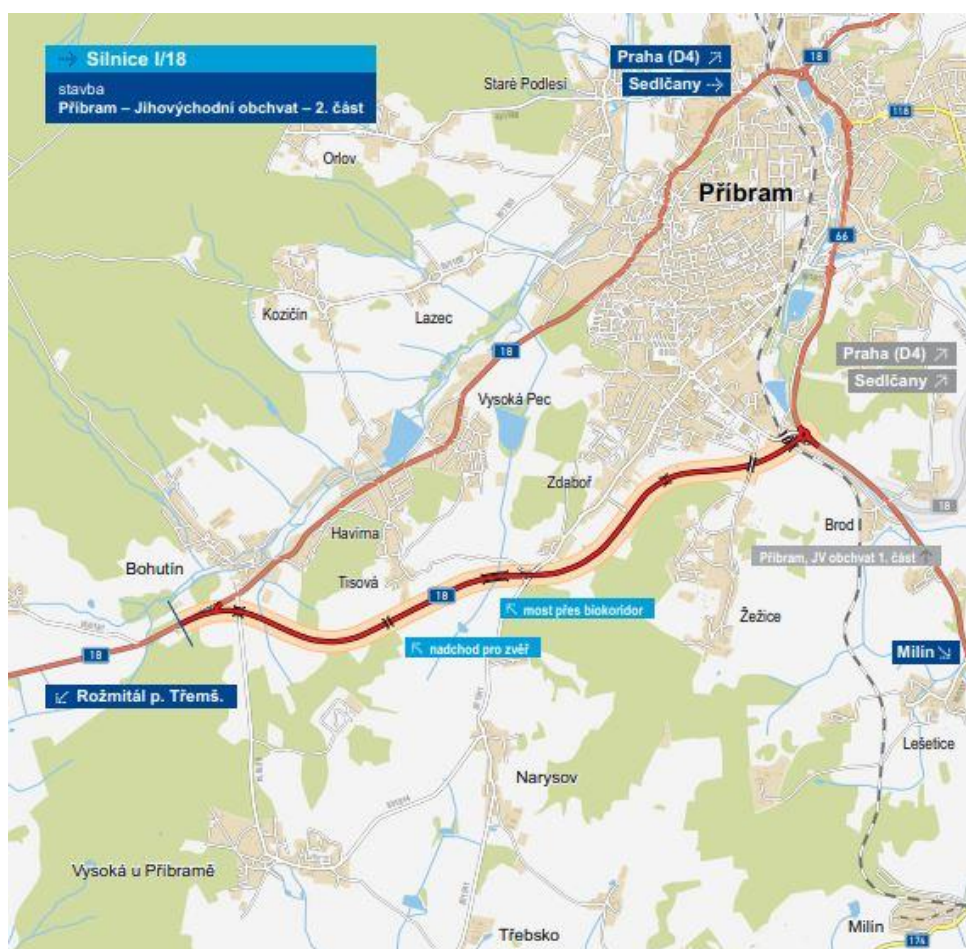 Silnice I/18
stavba
Příbram – Jihovýchodní obchvat – 2. část
Praha (D4)
Sedlčany
18
Staré Podlesí
118
Orlov
Příbram
66
Kozičín
Lazec
18
Praha (D4)
Sedlčany
Vysoká Pec
Zdaboř
18
Brod I
Havírna
Příbram, JV obchvat 1. část
Bohutín
Tisová
18
most přes biokoridor
Žežice
nadchod pro zvěř
18
Milín
Rožmitál p. Třemš.
Lešetice
Narysov
Vysoká u Příbramě
Třebsko
Milín
174